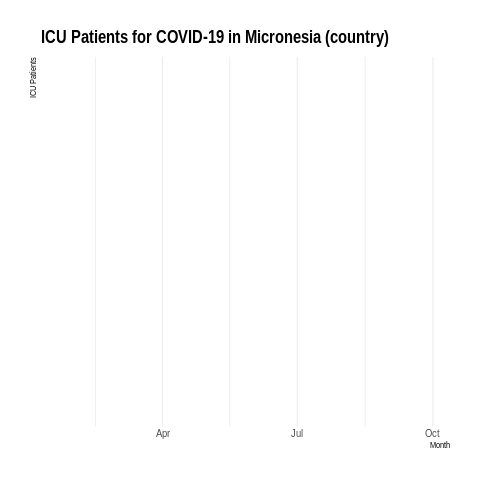 ICU Patients for COVID-19 in Micronesia (country)
ICU Patients
Apr
Jul
Oct
Month